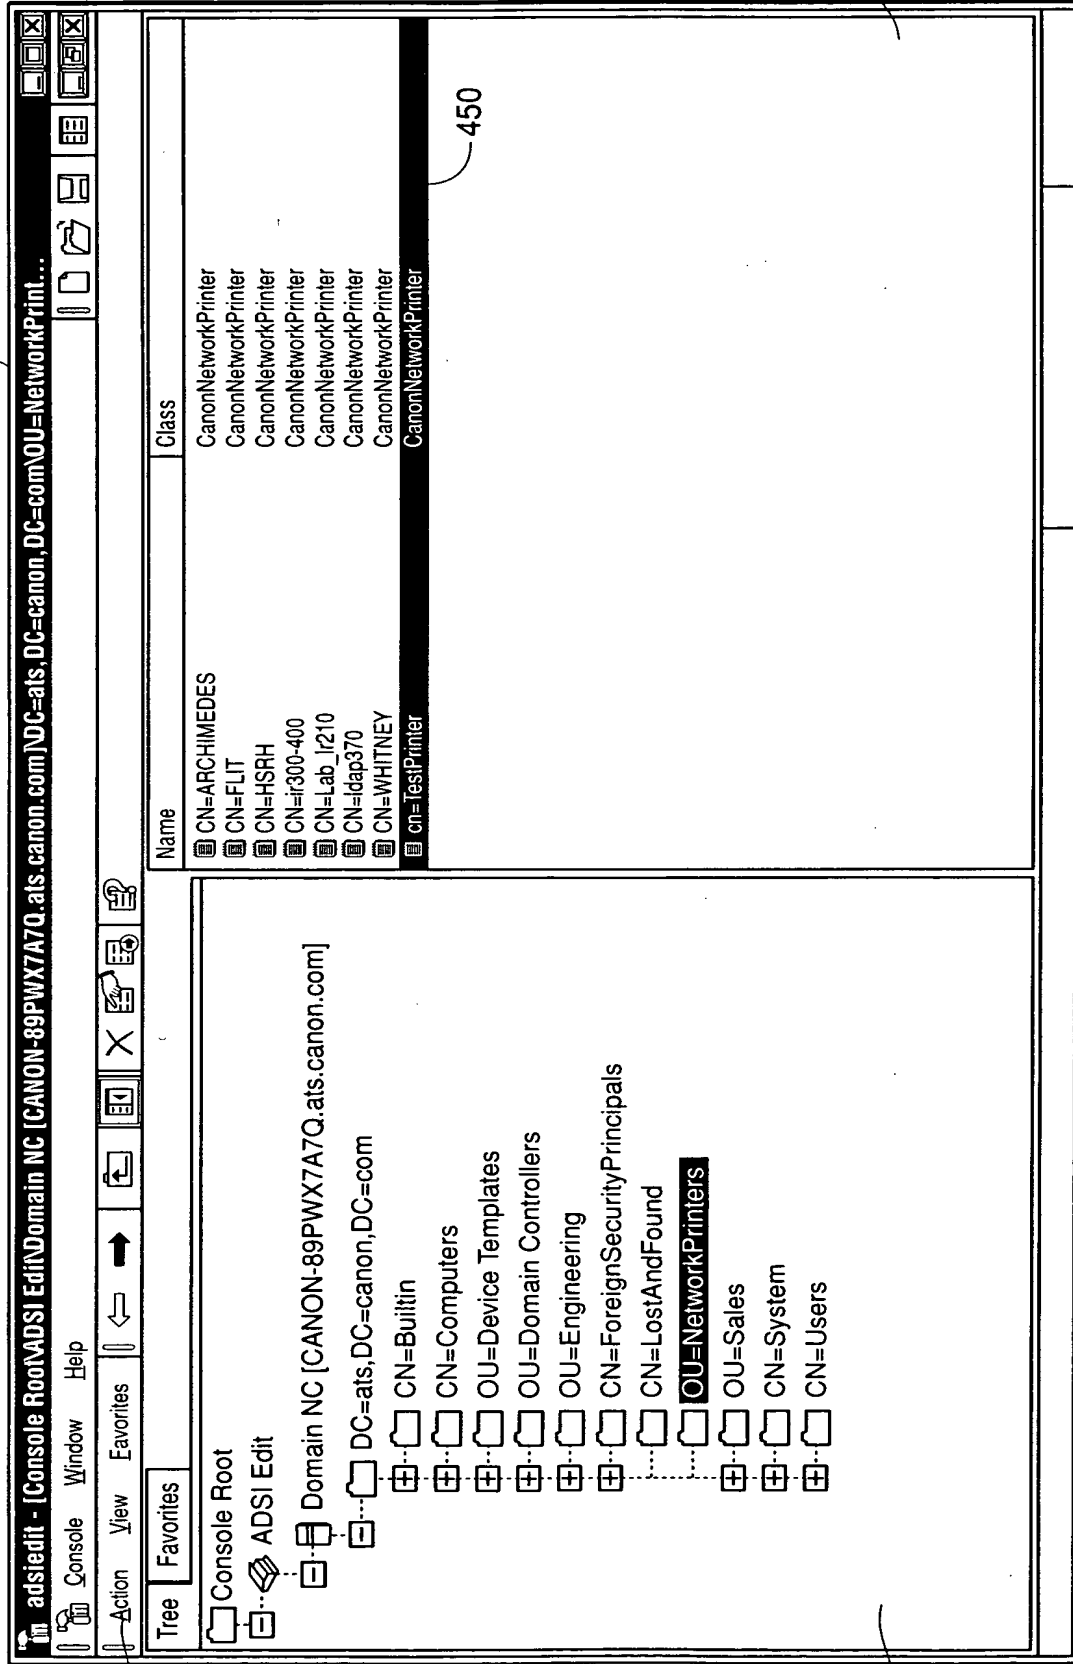 adsiedit - [Console Root\ADSI Edit\Domain NC [CANON-89PWX7A7Q.ats.canon.com]\DC=ats,DC=canon,DC=com\OU=NetworkPrint...
Console Window Help
Action View Favorites
Tree Favorites
Console Root
ADSI Edit
Domain NC [CANON-89PWX7A7Q.ats.canon.com]
DC=ats,DC=canon,DC=com
CN=Builtin
CN=Computers
OU=Device Templates
OU=Domain Controllers
OU=Engineering
CN=ForeignSecurityPrincipals
CN=LostAndFound
OU=NetworkPrinters
OU=Sales
CN=System
CN=Users
Name Class
CN=ARCHIMEDES CanonNetworkPrinter
CN=FLIT CanonNetworkPrinter
CN=HSRH CanonNetworkPrinter
CN=ir300-400 CanonNetworkPrinter
CN=Lab_Ir210 CanonNetworkPrinter
CN=ldap370 CanonNetworkPrinter
CN=WHITNEY CanonNetworkPrinter
cn=TestPrinter CanonNetworkPrinter
450